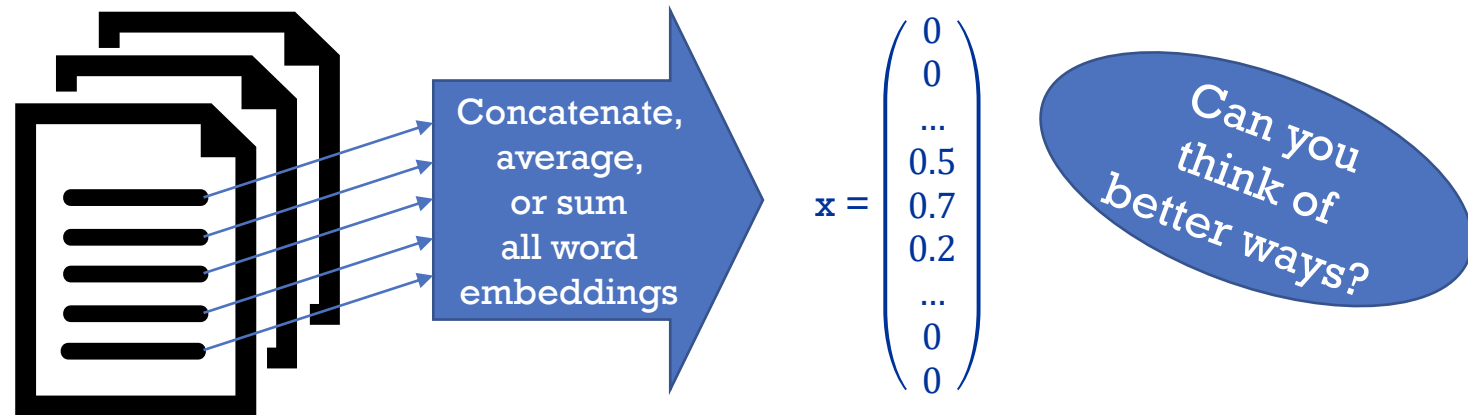 Concatenate,
average,
or sum
all word
embeddings
x =
0
0
...
0.5
0.7
0.2
...
0
0
Can you
think of
better ways?